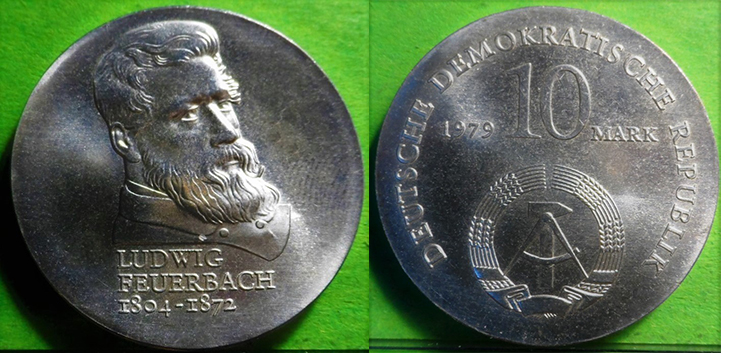 LUDWIG
FEUERBACH
1804-1872
DEUTSCHE DEMOKRATISCHE REPUBLIK
1979 10 MARK